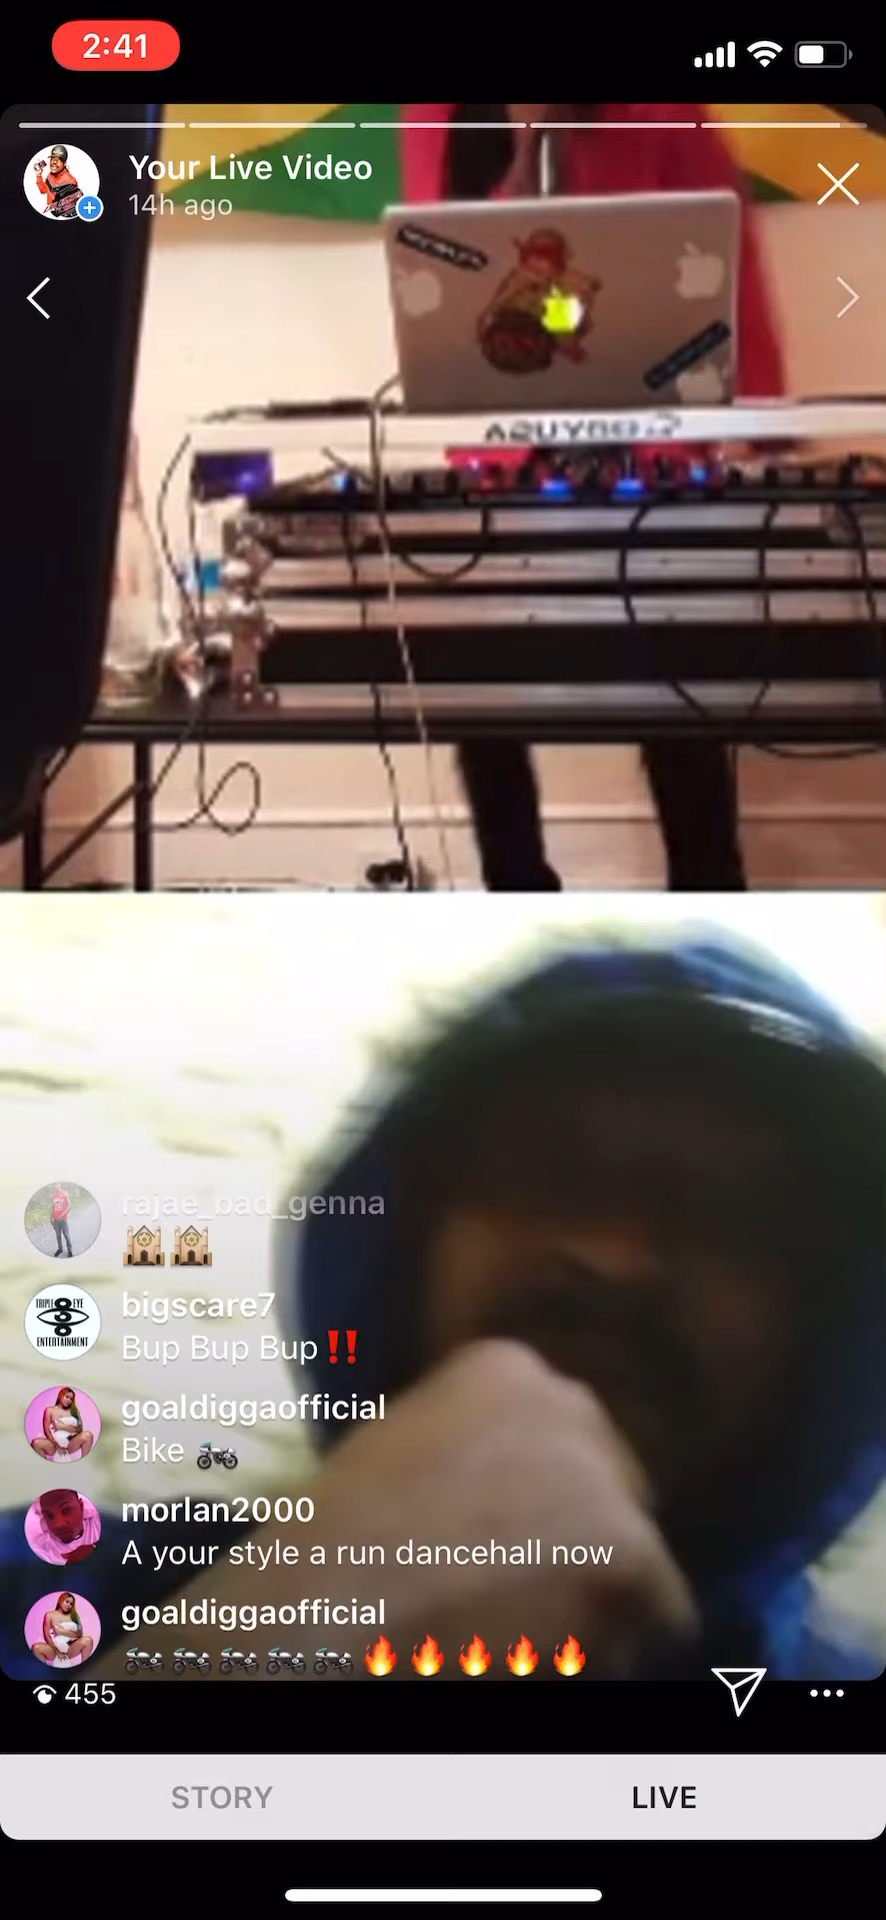 2:41
Your Live Video
14h ago
rajae_bad_genna
🕍🕍
bigscare7
Bup Bup Bup‼️
goaldiggaofficial
Bike 🏍
morlan2000
A your style a run dancehall now
goaldiggaofficial
🏍🏍🏍🏍🏍🔥🔥🔥🔥🔥
455
STORY
LIVE